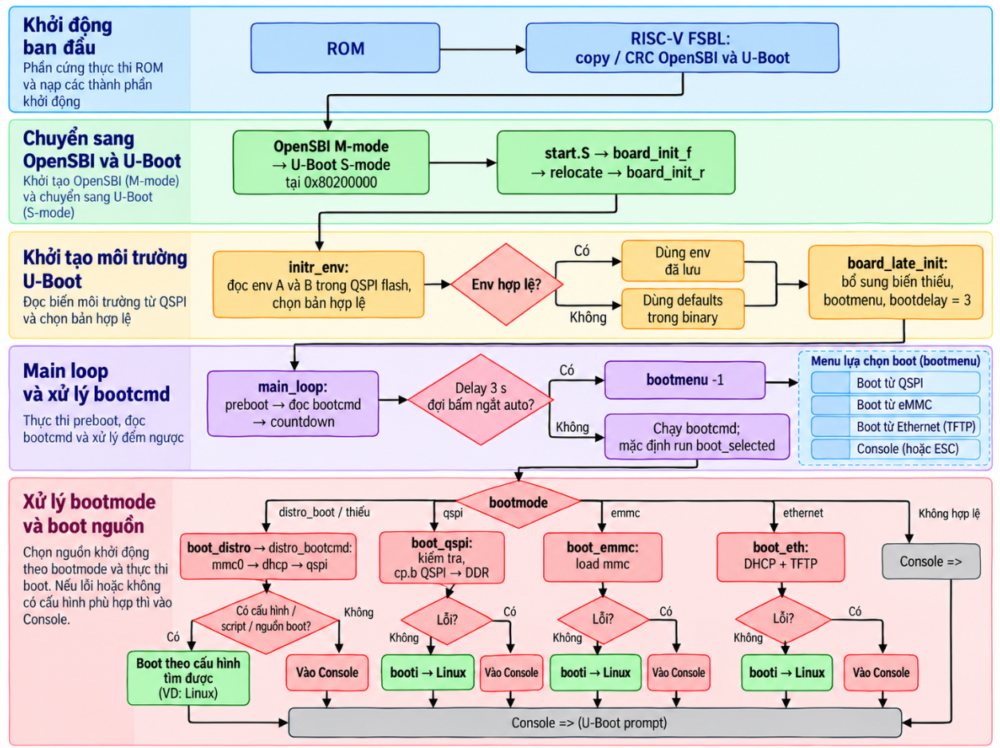 Khởi động
ban đầu
Phần cứng thực thi ROM
và nạp các thành phần
khởi động
ROM
RISC-V FSBL:
copy / CRC OpenSBI và U-Boot
Chuyển sang
OpenSBI và U-Boot
Khởi tạo OpenSBI (M-mode)
và chuyển sang U-Boot
(S-mode)
OpenSBI M-mode
→ U-Boot S-mode
tại 0x80200000
start.S → board_init_f
→ relocate → board_init_r
Khởi tạo môi trường
U-Boot
Đọc biến môi trường từ QSPI
và chọn bản hợp lệ
initr_env:
đọc env A và B trong QSPI flash,
chọn bản hợp lệ
Env hợp lệ?
Có
Không
Dùng env
đã lưu
Dùng defaults
trong binary
board_late_init:
bổ sung biến thiếu,
bootmenu, bootdelay = 3
Main loop
và xử lý bootcmd
Thực thi preboot, đọc
bootcmd và xử lý đếm ngược
main_loop:
preboot → đọc bootcmd
→ countdown
Delay 3 s
đợi bấm ngắt auto?
Có
Không
bootmenu -1
Chạy bootcmd;
mặc định run boot_selected
Menu lựa chọn boot (bootmenu)
Boot từ QSPI
Boot từ eMMC
Boot từ Ethernet (TFTP)
Console (hoặc ESC)
Xử lý bootmode
và boot nguồn
Chọn nguồn khởi động
theo bootmode và thực thi
boot. Nếu lỗi hoặc không
có cấu hình phù hợp thì vào
Console.
bootmode
distro_boot / thiếu
qspi
emmc
ethernet
Không hợp lệ
boot_distro → distro_bootcmd:
mmc0 → dhcp → qspi
boot_qspi:
kiểm tra,
cp.b QSPI → DDR
boot_emmc:
load mmc
boot_eth:
DHCP + TFTP
Console =>
Có cấu hình /
script / nguồn boot?
Có
Không
Lỗi?
Không
Có
Lỗi?
Không
Có
Lỗi?
Không
Có
Boot theo cấu hình
tìm được
(VD: Linux)
Vào Console
booti → Linux
Vào Console
booti → Linux
Vào Console
booti → Linux
Vào Console
Console => (U-Boot prompt)